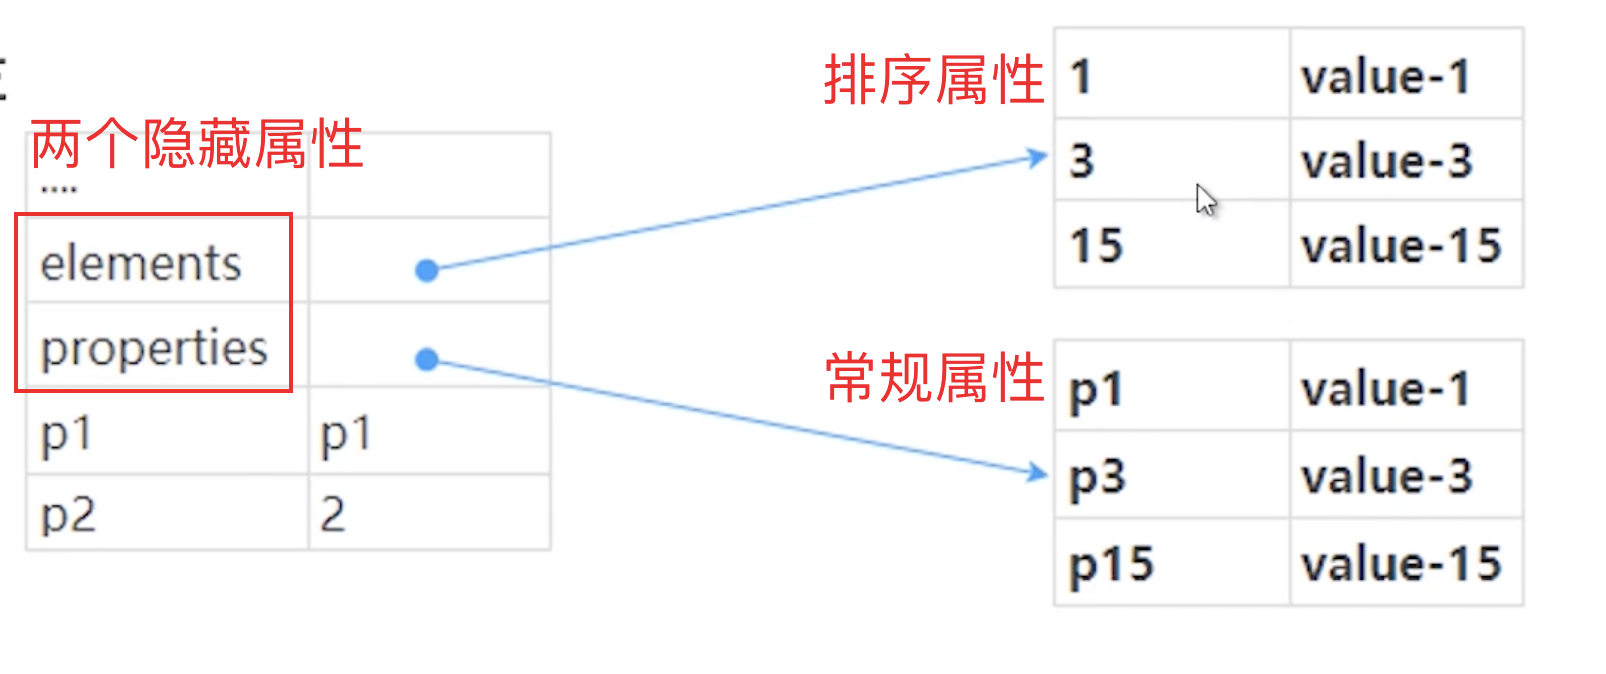 两个隐藏属性
....
elements
properties
p1 p1
p2 2
排序属性
1 value-1
3 value-3
15 value-15
常规属性
p1 value-1
p3 value-3
p15 value-15